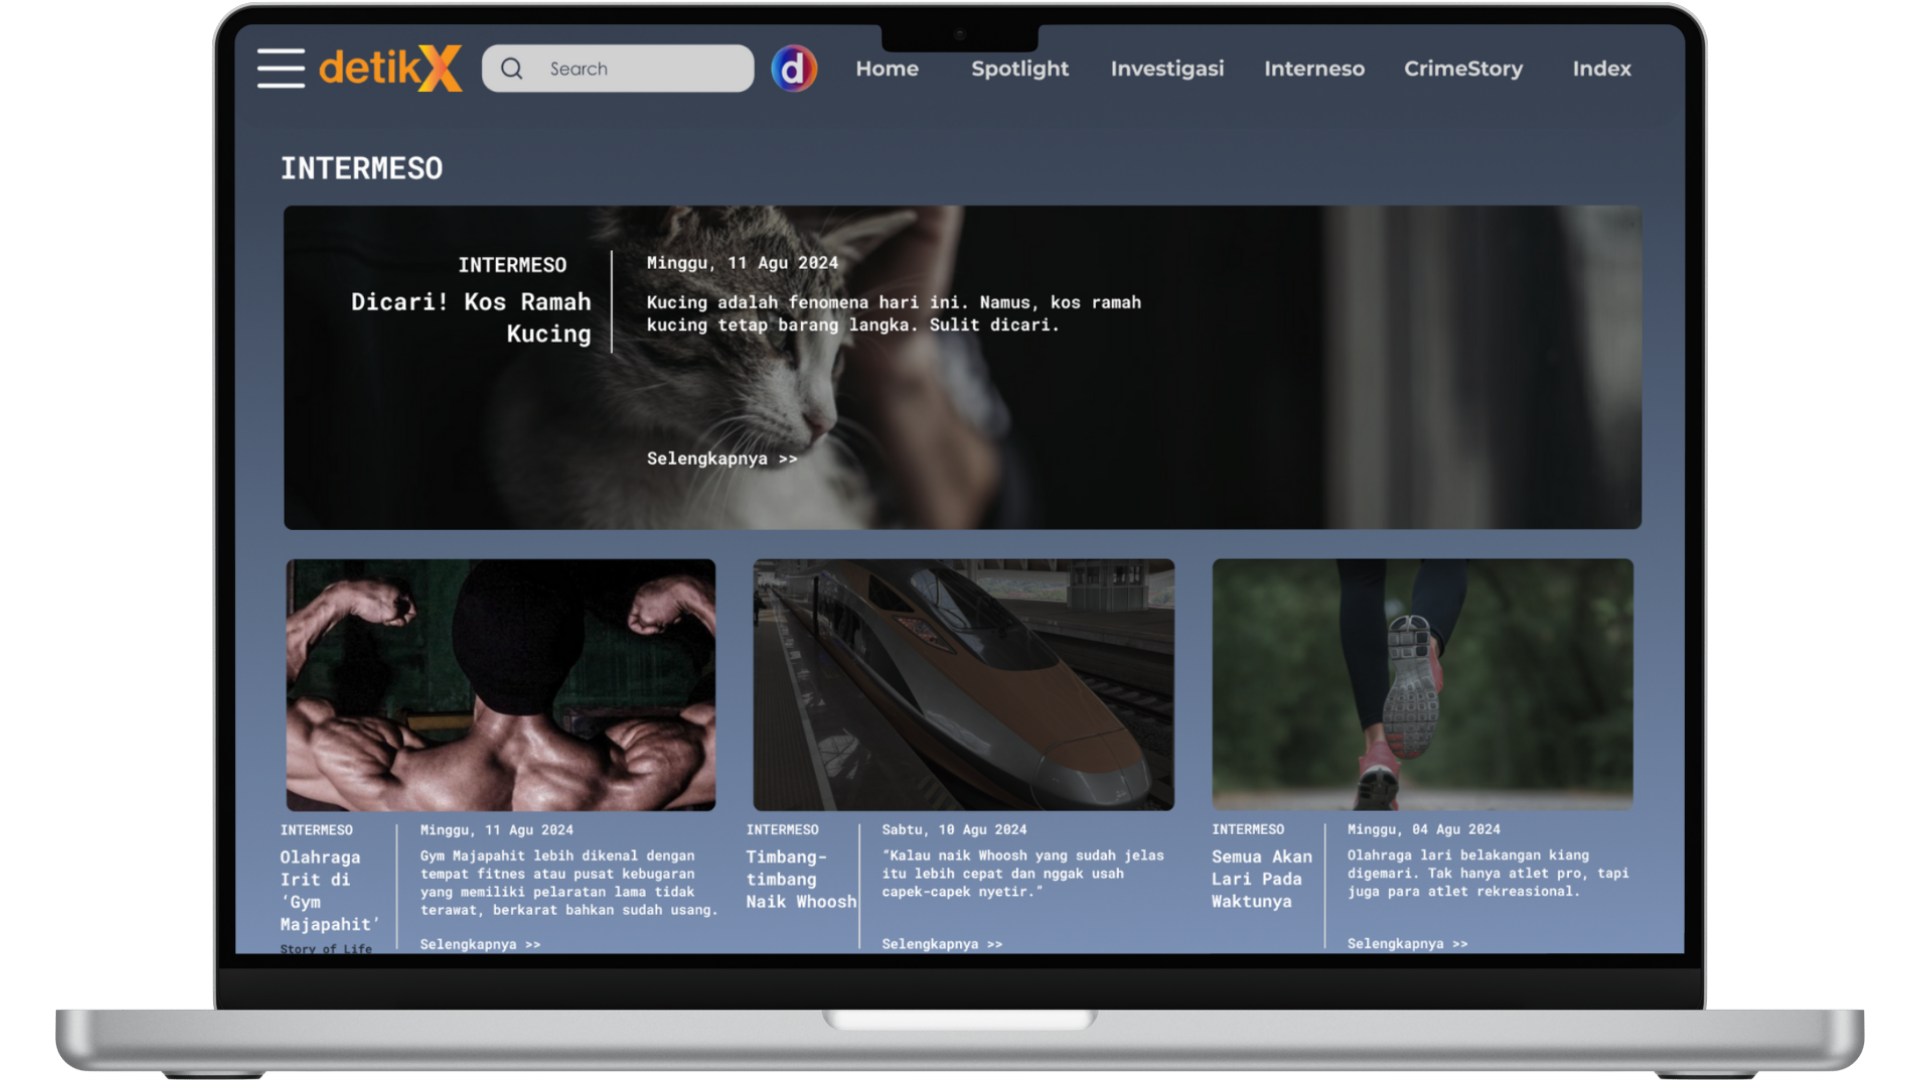 detikX
Search
d
Home
Spotlight
Investigasi
Interneso
CrimeStory
Index
INTERMESO
INTERMESO
Dicari! Kos Ramah
Kucing
Minggu, 11 Agu 2024
Kucing adalah fenomena hari ini. Namus, kos ramah
kucing tetap barang langka. Sulit dicari.
Selengkapnya >>
INTERMESO
Olahraga
Irit di
‘Gym
Majapahit’
Story of Life
Minggu, 11 Agu 2024
Gym Majapahit lebih dikenal dengan
tempat fitnes atau pusat kebugaran
yang memiliki pelaratan lama tidak
terawat, berkarat bahkan sudah usang.
Selengkapnya >>
INTERMESO
Timbang-
timbang
Naik Whoosh
Sabtu, 10 Agu 2024
“Kalau naik Whoosh yang sudah jelas
itu lebih cepat dan nggak usah
capek-capek nyetir.”
Selengkapnya >>
INTERMESO
Semua Akan
Lari Pada
Waktunya
Minggu, 04 Agu 2024
Olahraga lari belakangan kiang
digemari. Tak hanya atlet pro, tapi
juga para atlet rekreasional.
Selengkapnya >>